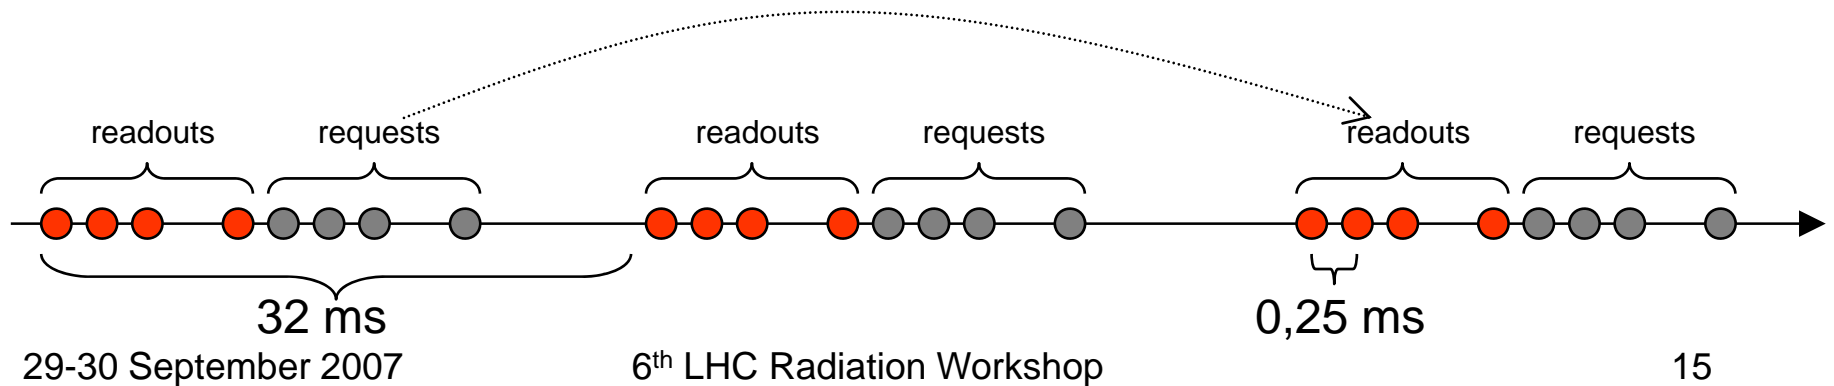 readouts requests readouts requests readouts requests
32 ms 0,25 ms
29-30 September 2007 6th LHC Radiation Workshop 15